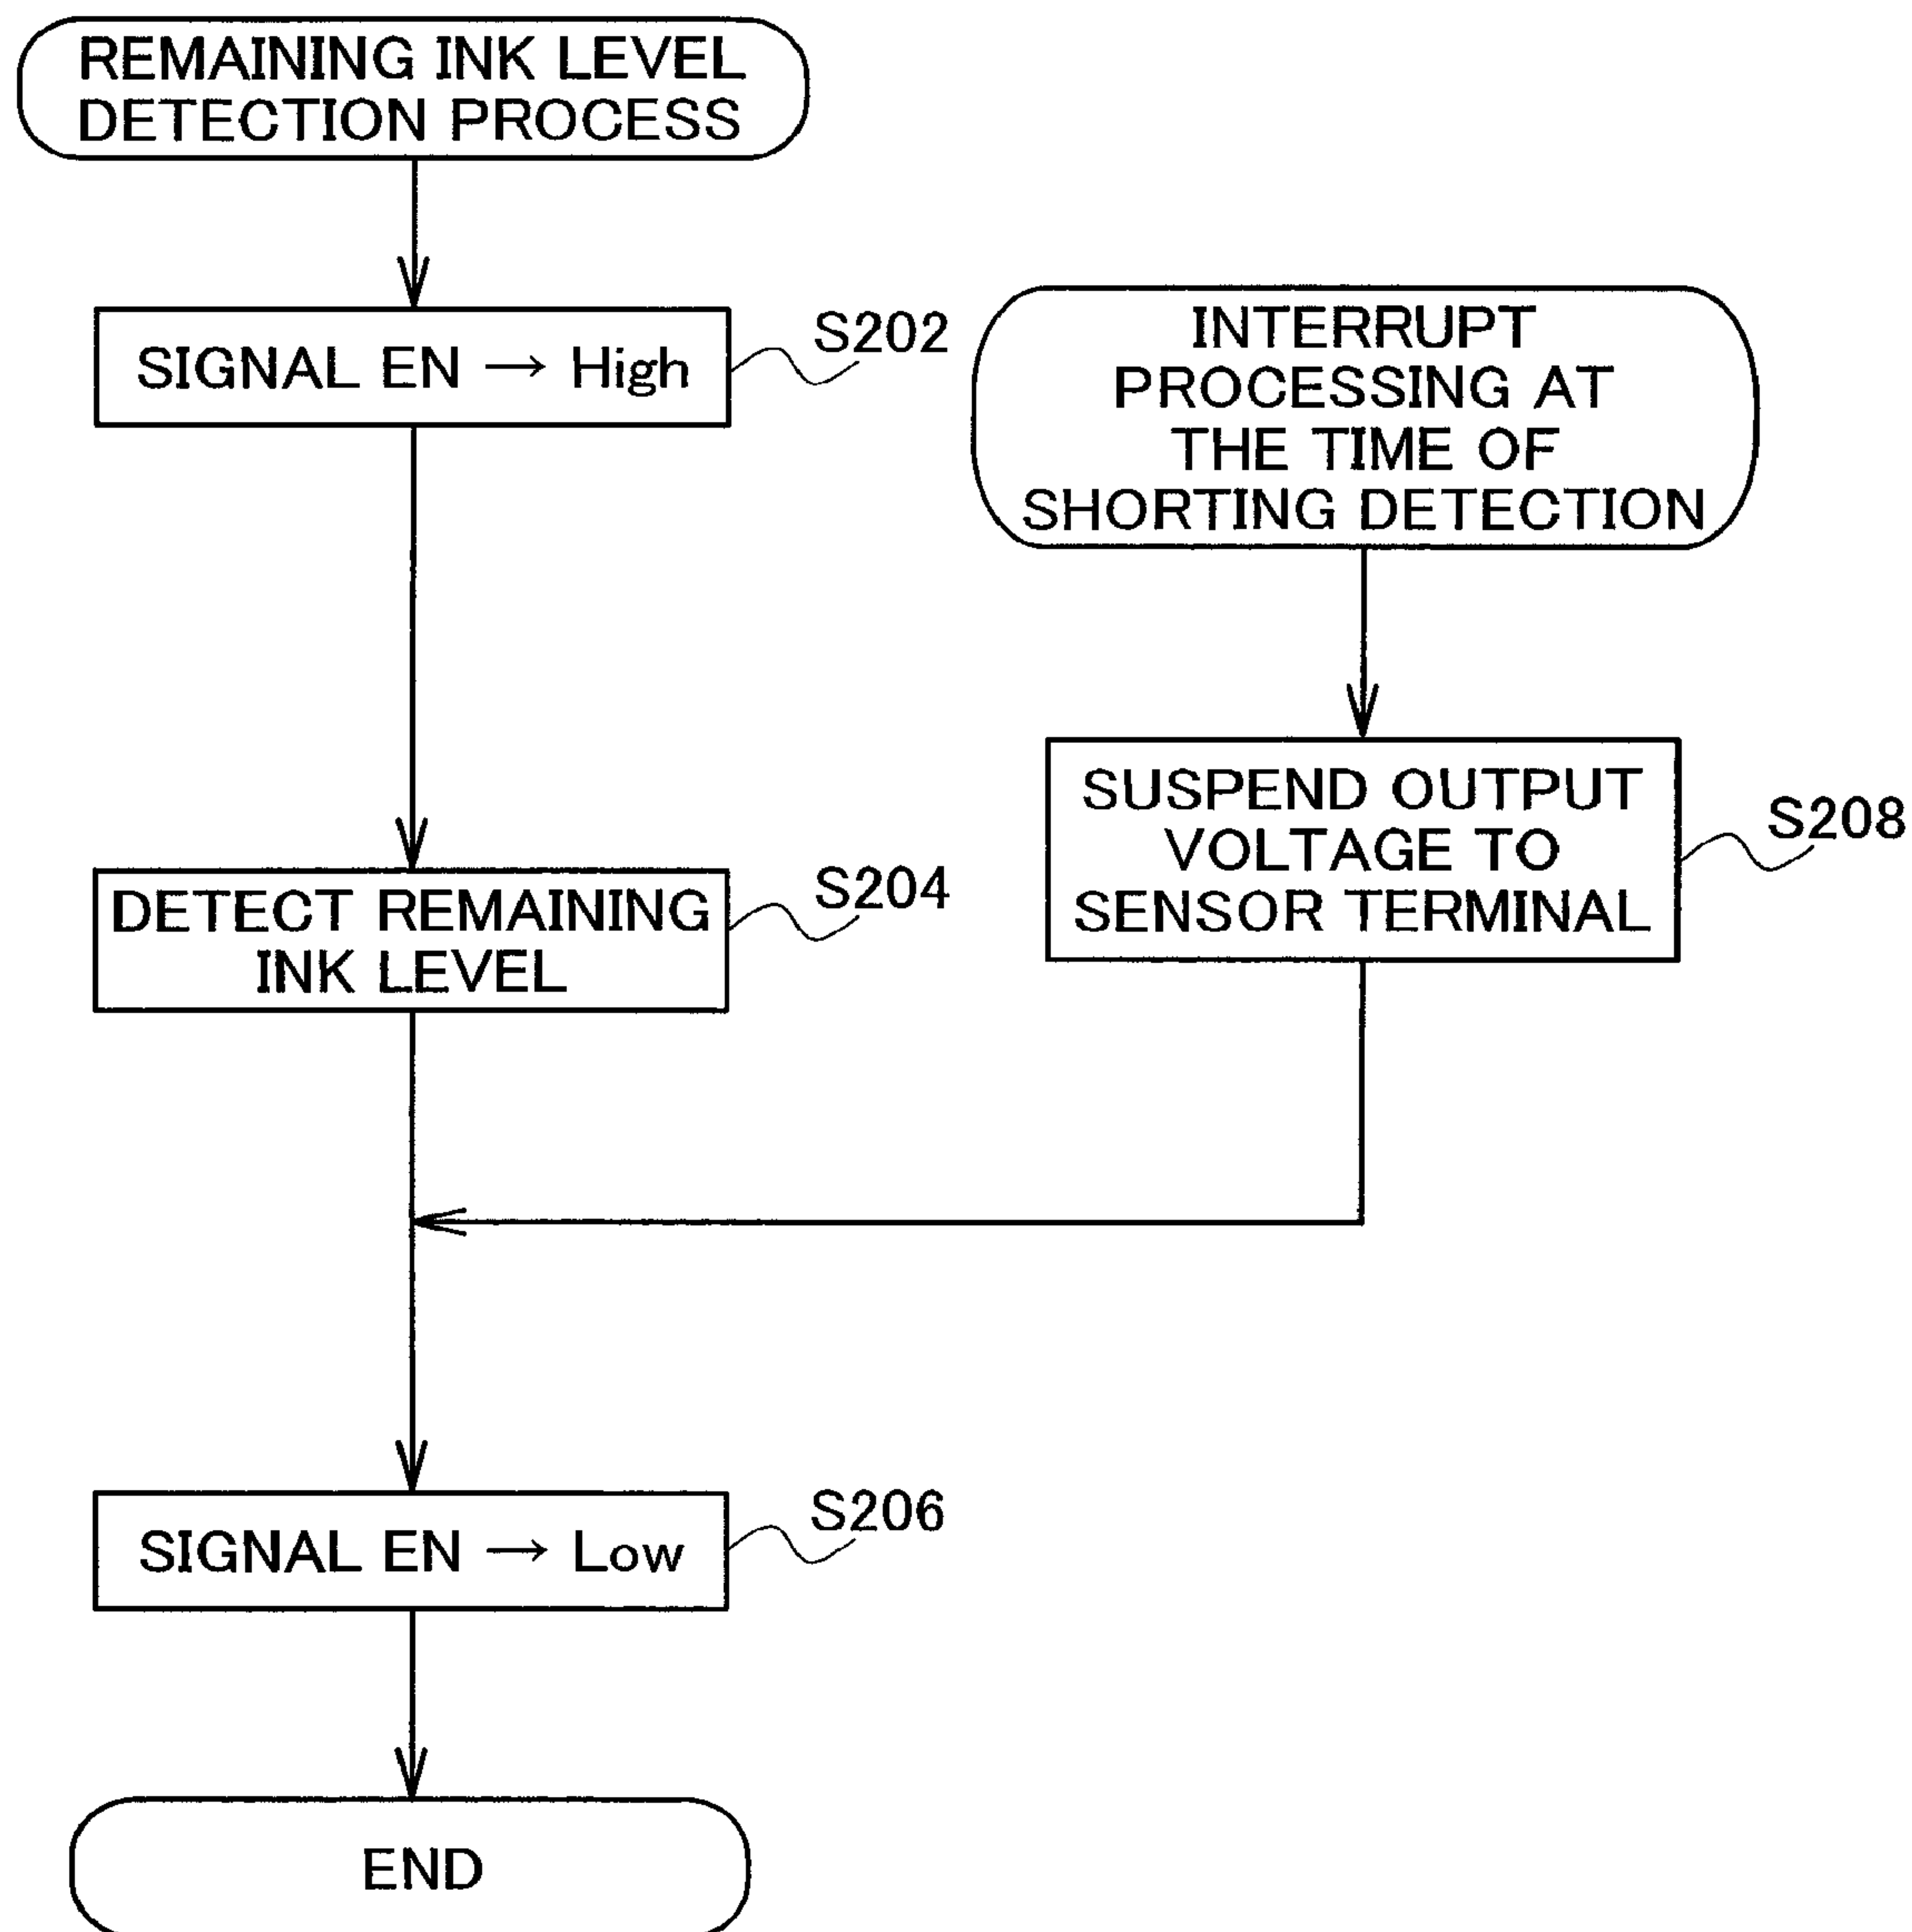 REMAINING INK LEVEL
DETECTION PROCESS
SIGNAL EN → High
S202
INTERRUPT
PROCESSING AT
THE TIME OF
SHORTING DETECTION
SUSPEND OUTPUT
VOLTAGE TO
SENSOR TERMINAL
S208
DETECT REMAINING
INK LEVEL
S204
SIGNAL EN → Low
S206
END